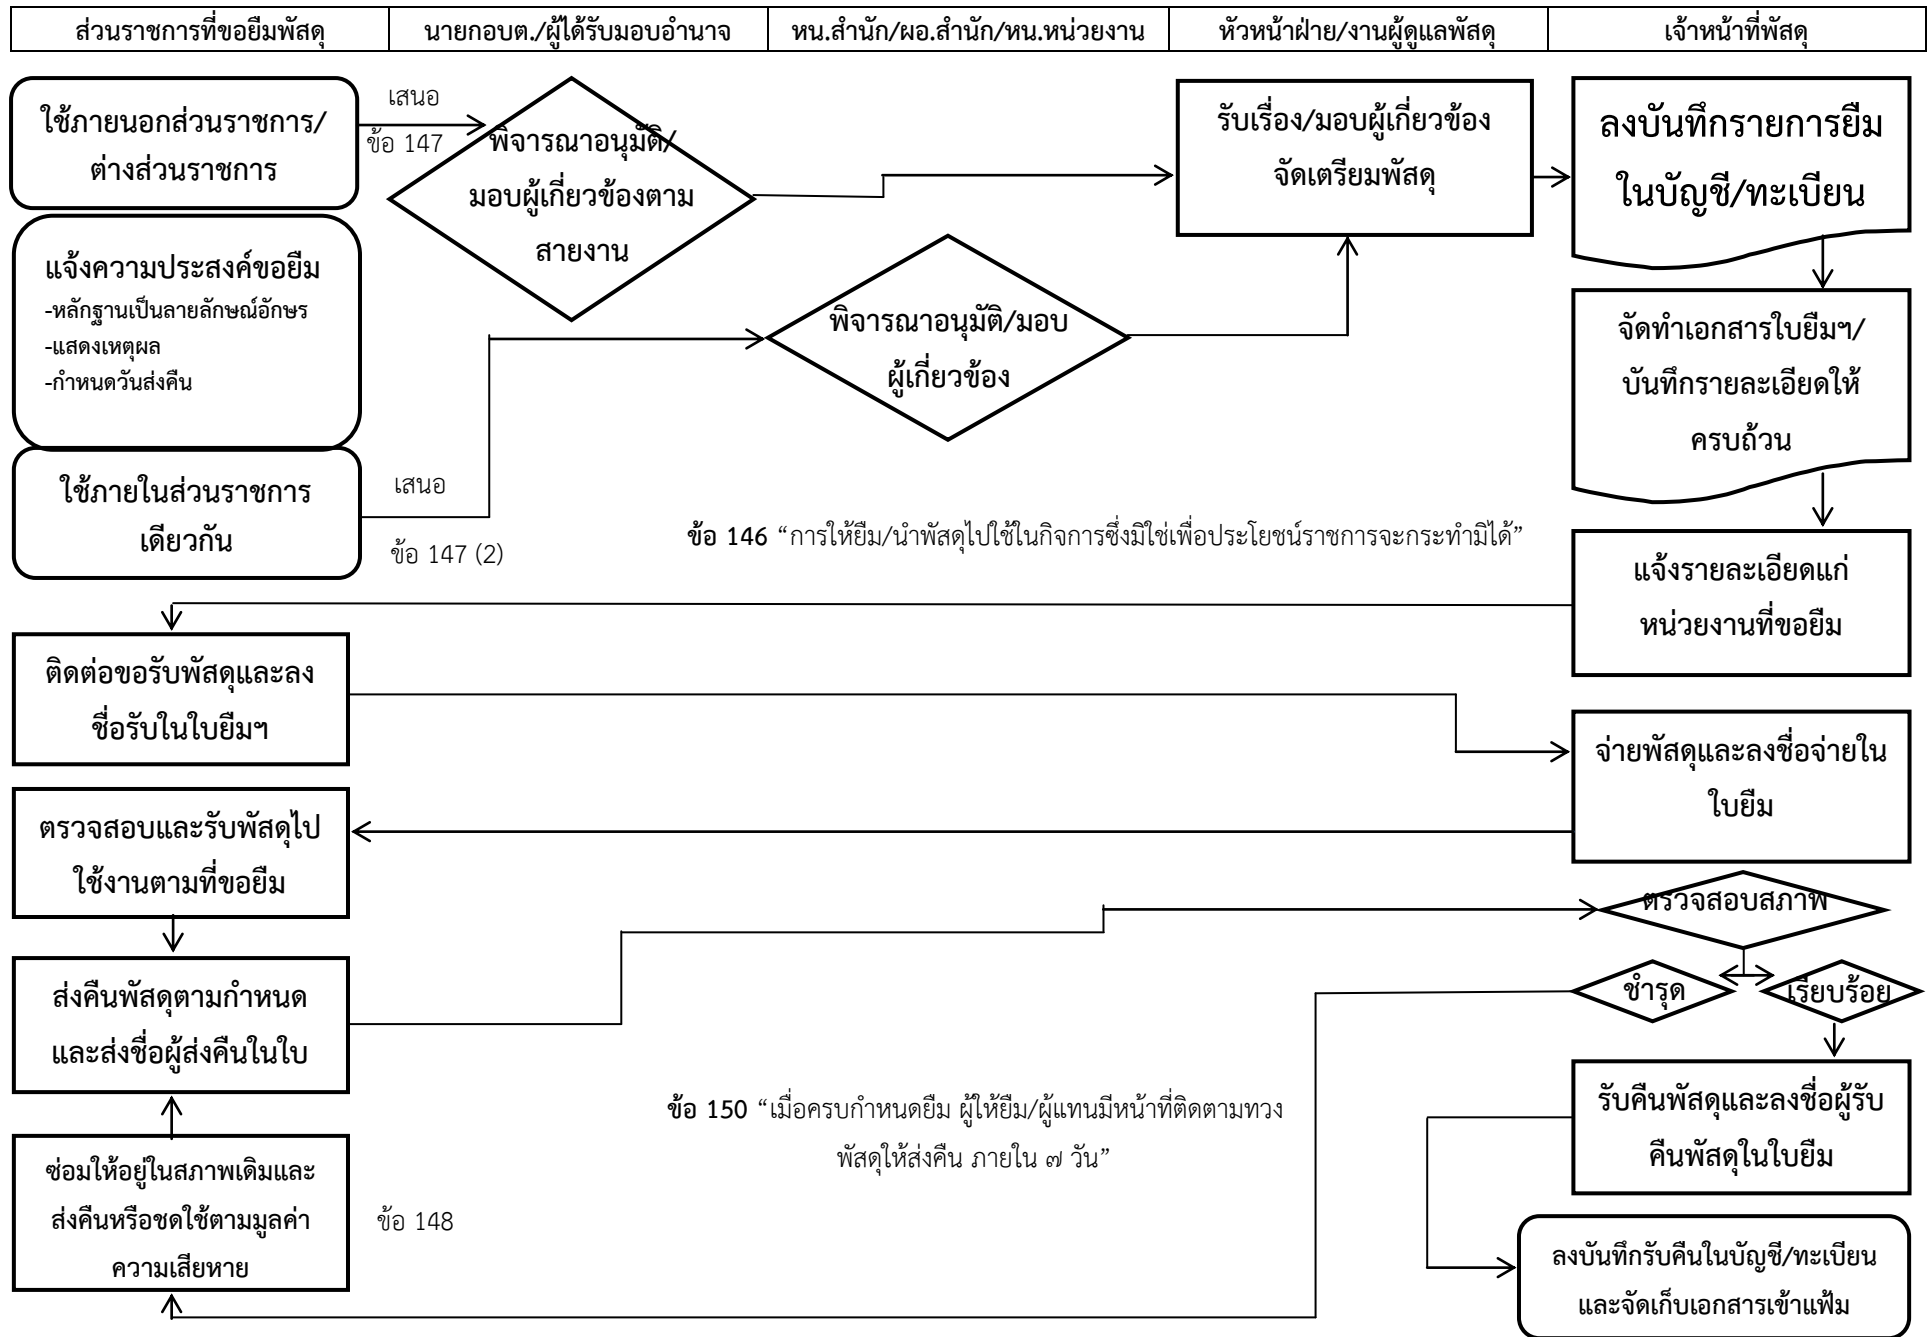 ส่วนราชการที่ขอยืมพัสดุ
นายกอบต./ผู้ได้รับมอบอำนาจ
หน.สำนัก/ผอ.สำนัก/หน.หน่วยงาน
หัวหน้าฝ่าย/งานผู้ดูแลพัสดุ
เจ้าหน้าที่พัสดุ
ใช้ภายนอกส่วนราชการ/
ต่างส่วนราชการ
เสนอ
ข้อ 147
พิจารณาอนุมัติ/
มอบผู้เกี่ยวข้องตาม
สายงาน
รับเรื่อง/มอบผู้เกี่ยวข้อง
จัดเตรียมพัสดุ
ลงบันทึกรายการยืม
ในบัญชี/ทะเบียน
แจ้งความประสงค์ขอยืม
-หลักฐานเป็นลายลักษณ์อักษร
-แสดงเหตุผล
-กำหนดวันส่งคืน
พิจารณาอนุมัติ/มอบ
ผู้เกี่ยวข้อง
จัดทำเอกสารใบยืมฯ/
บันทึกรายละเอียดให้
ครบถ้วน
ใช้ภายในส่วนราชการ
เดียวกัน
เสนอ
ข้อ 147 (2)
ข้อ 146 “การให้ยืม/นำพัสดุไปใช้ในกิจการซึ่งมิใช่เพื่อประโยชน์ราชการจะกระทำมิได้”
แจ้งรายละเอียดแก่
หน่วยงานที่ขอยืม
ติดต่อขอรับพัสดุและลง
ชื่อรับในใบยืมฯ
จ่ายพัสดุและลงชื่อจ่ายใน
ใบยืม
ตรวจสอบและรับพัสดุไป
ใช้งานตามที่ขอยืม
ตรวจสอบสภาพ
ชำรุด
เรียบร้อย
ส่งคืนพัสดุตามกำหนด
และส่งชื่อผู้ส่งคืนในใบ
ข้อ 150 “เมื่อครบกำหนดยืม ผู้ให้ยืม/ผู้แทนมีหน้าที่ติดตามทวง
พัสดุให้ส่งคืน ภายใน ๗ วัน”
รับคืนพัสดุและลงชื่อผู้รับ
คืนพัสดุในใบยืม
ซ่อมให้อยู่ในสภาพเดิมและ
ส่งคืนหรือชดใช้ตามมูลค่า
ความเสียหาย
ข้อ 148
ลงบันทึกรับคืนในบัญชี/ทะเบียน
และจัดเก็บเอกสารเข้าแฟ้ม